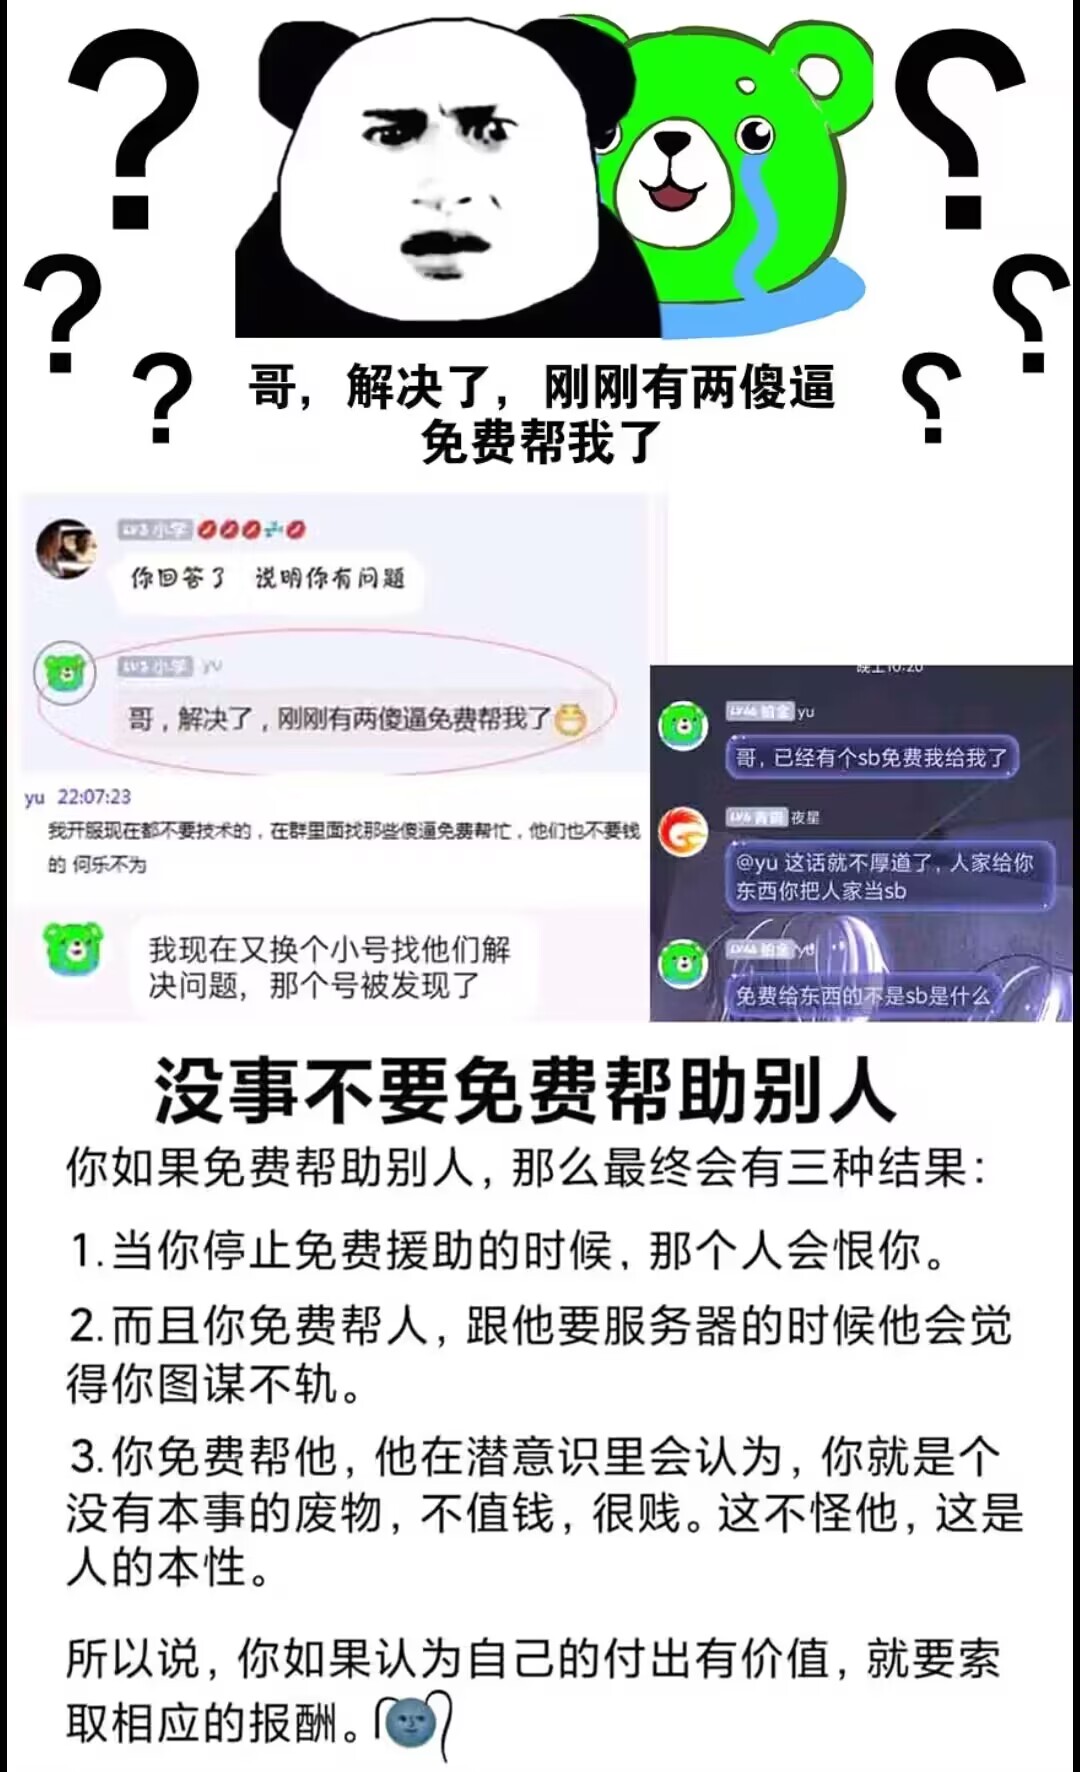 ? ?
? ?
? ?
哥，解决了，刚刚有两傻逼
免费帮我了
LV3 小学
你回答了 说明你有问题
LV3 小学 yu
哥，解决了，刚刚有两傻逼免费帮我了
yu 22:07:23
我开服现在都不要技术的，在群里面找那些傻逼免费帮忙，他们也不要钱
的 何乐不为
我现在又换个小号找他们解
决问题，那个号被发现了
晚上10:20
铂金 yu
哥，已经有个sb免费我给我了
LV6 青铜 夜星
@yu 这话就不厚道了，人家给你
东西你把人家当sb
铂金 yu
免费给东西的不是sb是什么
没事不要免费帮助别人
你如果免费帮助别人，那么最终会有三种结果：
1.当你停止免费援助的时候，那个人会恨你。
2.而且你免费帮人，跟他要服务器的时候他会觉
得你图谋不轨。
3.你免费帮他，他在潜意识里会认为，你就是个
没有本事的废物，不值钱，很贱。这不怪他，这是
人的本性。
所以说，你如果认为自己的付出有价值，就要索
取相应的报酬。